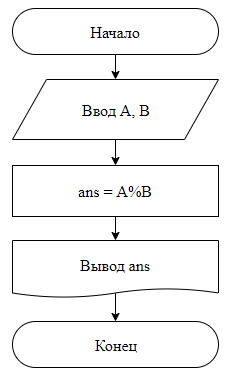 Начало
Ввод A, B
ans = A%B
Вывод ans
Конец